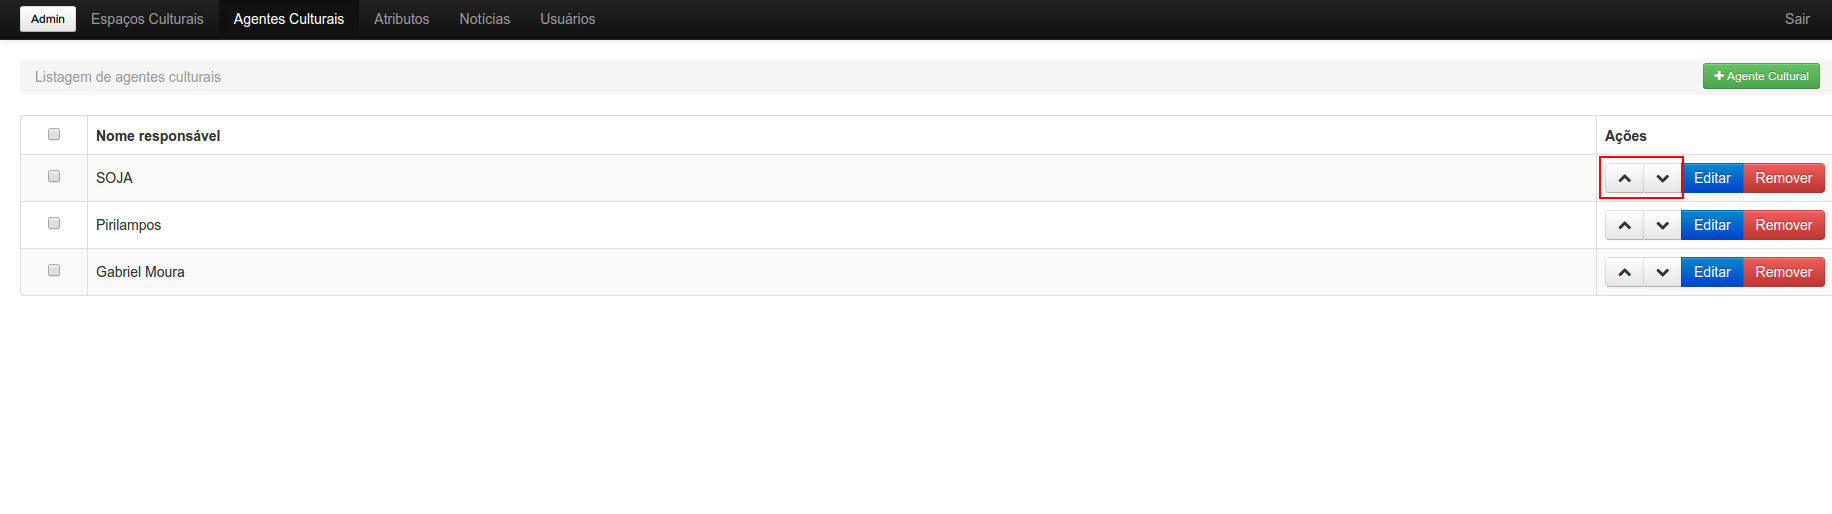 Admin Espaços Culturais Agentes Culturais Atributos Notícias Usuários Sair
Listagem de agentes culturais + Agente Cultural
Nome responsável Ações
SOJA Editar Remover
Pirilampos Editar Remover
Gabriel Moura Editar Remover